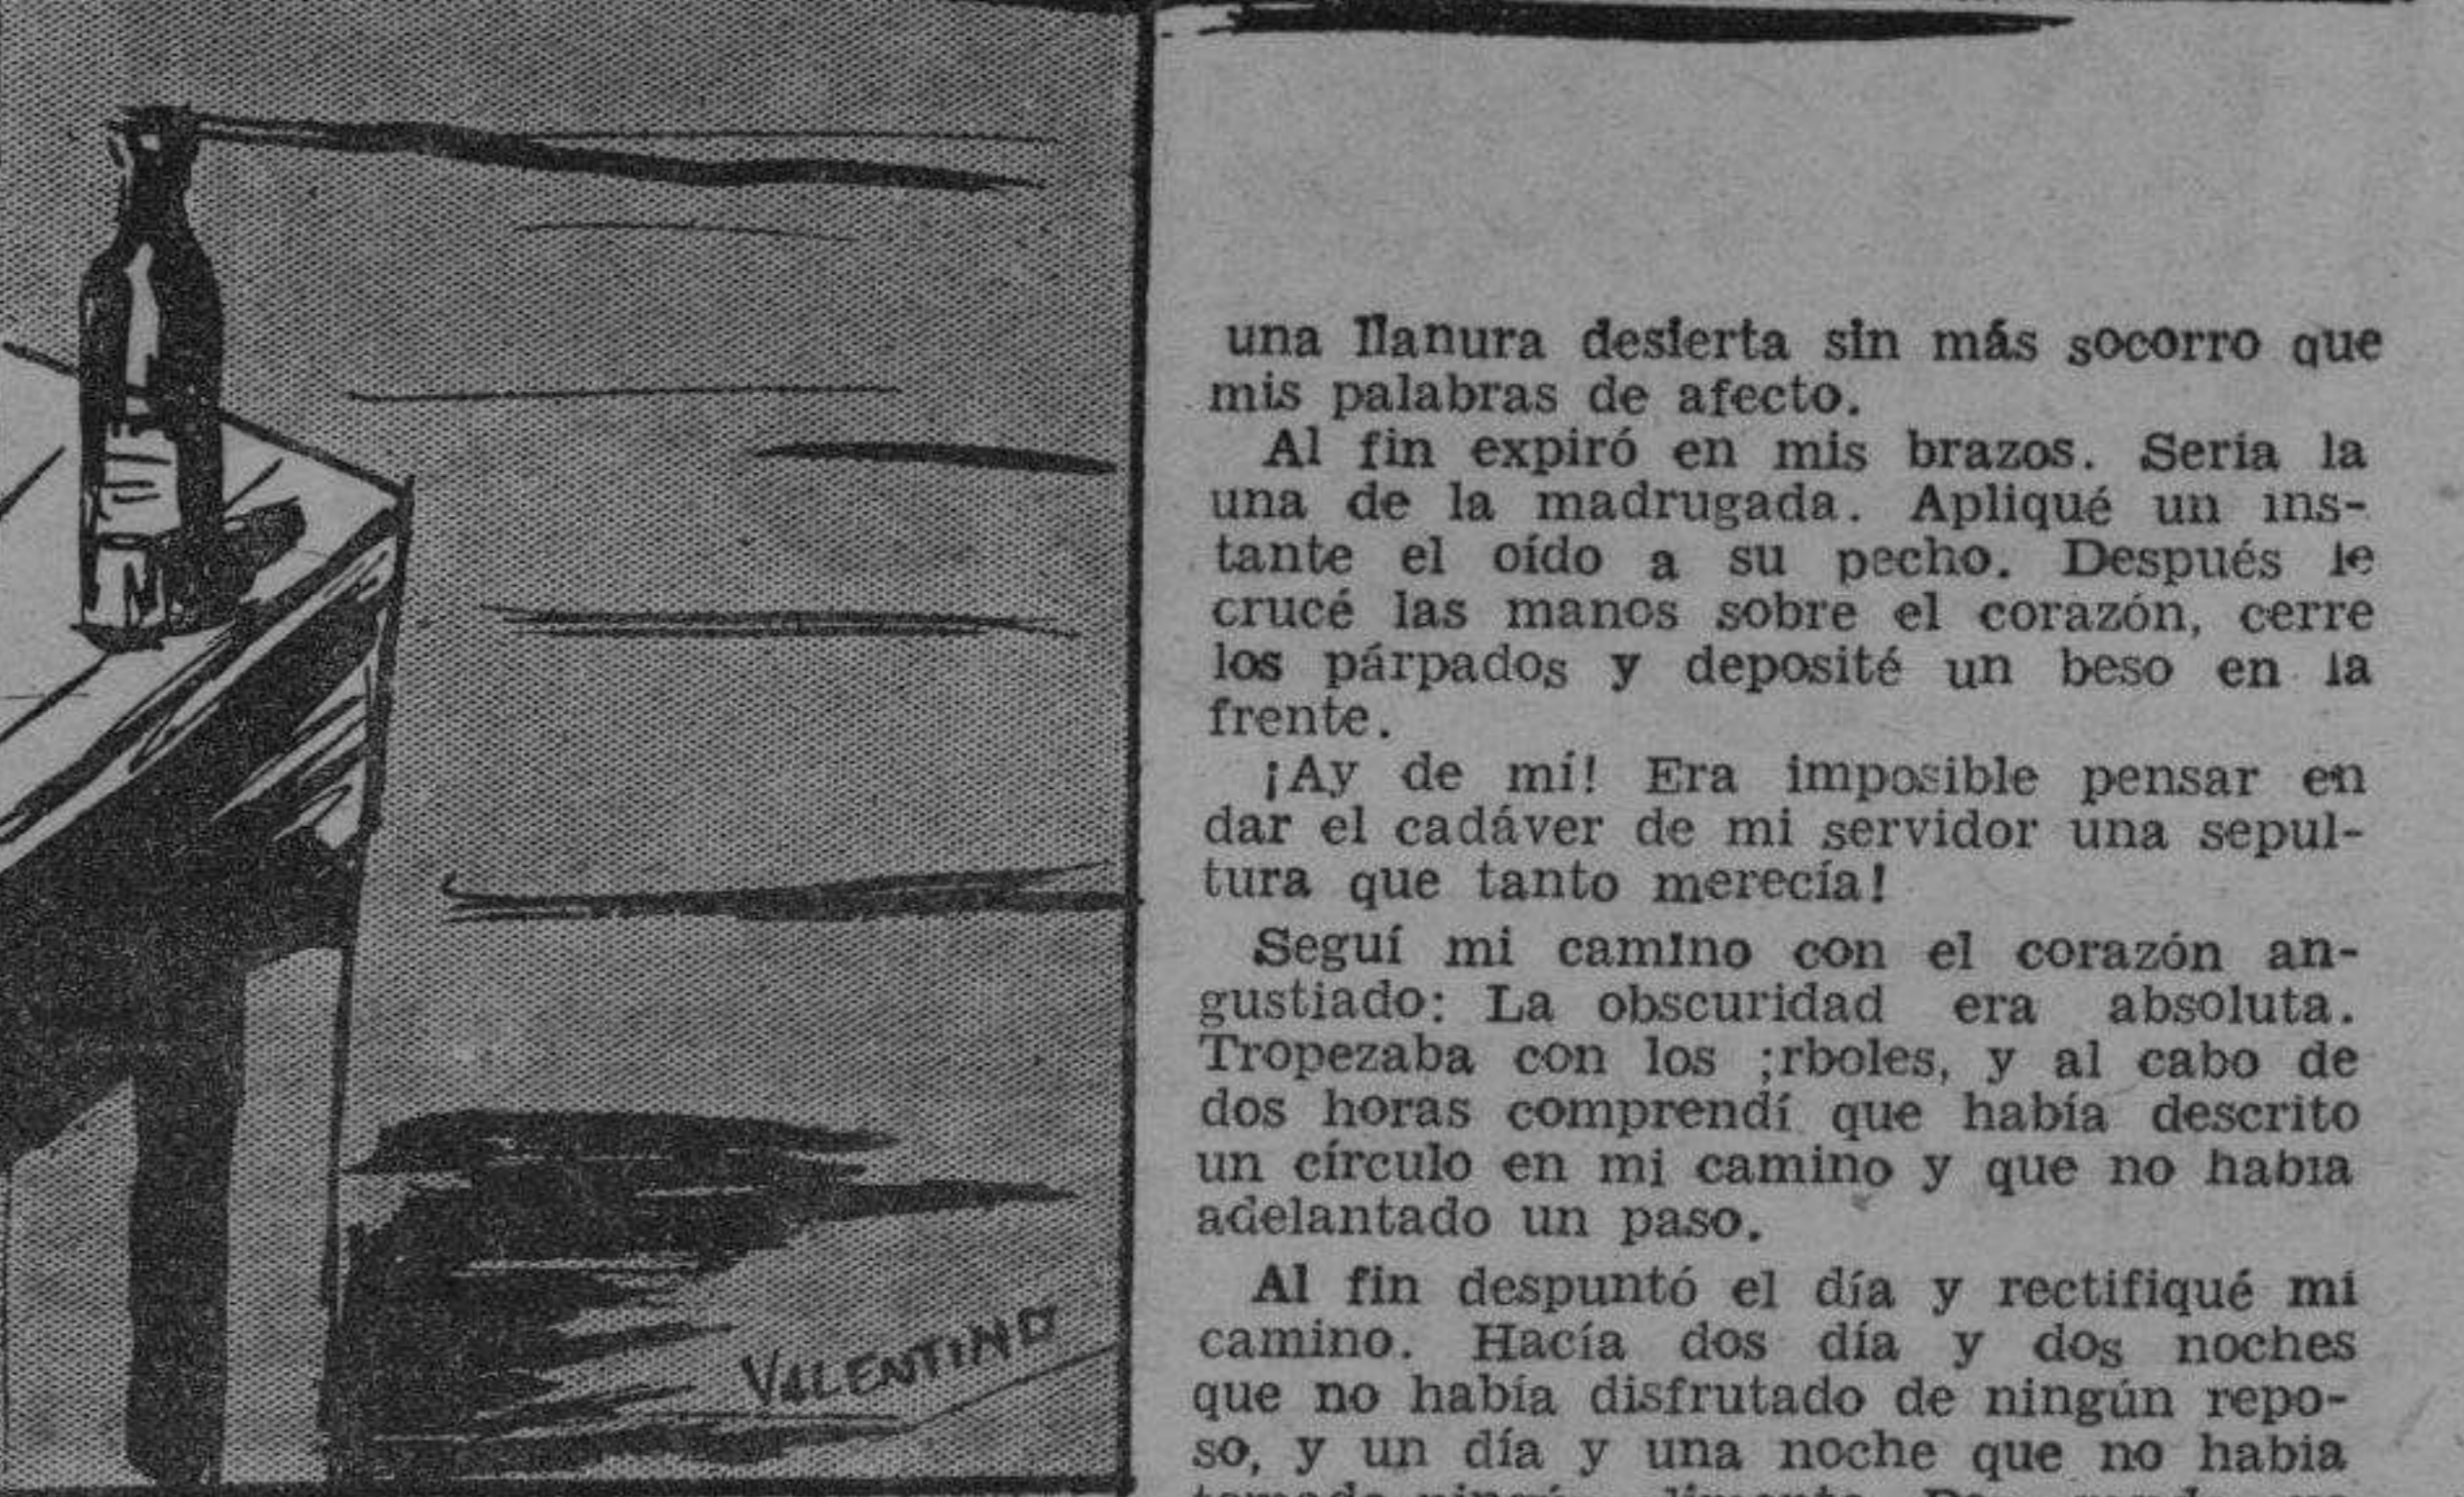 una llanura desierta sin más socorro que
mis palabras de afecto.
Al fin expiró en mis brazos. Seria la
una de la madrugada. Apliqué un ins-
tante el oído a su pecho. Después le
crucé las manos sobre el corazón, cerre
los párpados y deposité un beso en la
frente.
¡Ay de mí! Era imposible pensar en
dar el cadáver de mi servidor una sepul-
tura que tanto merecía!
Seguí mi camino con el corazón an-
gustiado: La obscuridad era absoluta.
Tropezaba con los ;rboles, y al cabo de
dos horas comprendí que había descrito
un círculo en mi camino y que no habia
adelantado un paso.
Al fin despuntó el día y rectifiqué mi
camino. Hacía dos día y dos noches
que no había disfrutado de ningún repo-
so, y un día y una noche que no habia
VALENTINO